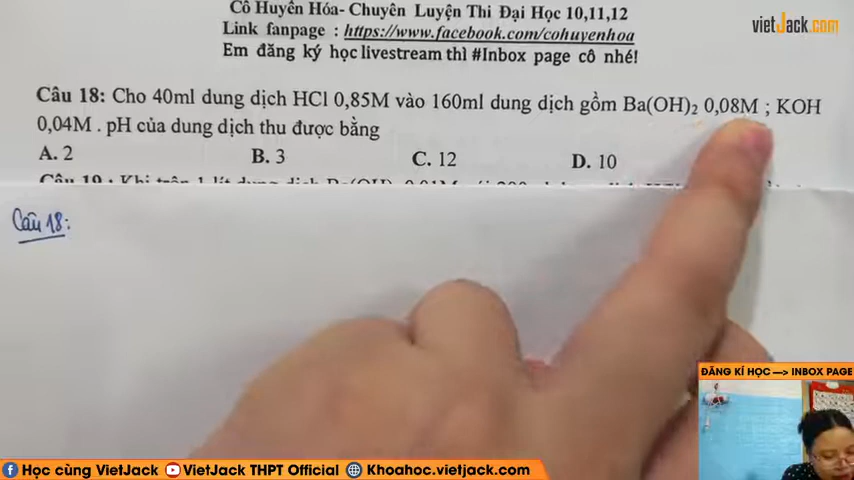 Cô Huyền Hóa- Chuyên Luyện Thi Đại Học 10,11,12
Link fanpage : https://www.facebook.com/cohuyenhoa
Em đăng ký học livestream thì #Inbox page cô nhé!
vietJack.com
Câu 18: Cho 40ml dung dịch HCl 0,85M vào 160ml dung dịch gồm Ba(OH)₂ 0,08M ; KOH
0,04M . pH của dung dịch thu được bằng
A. 2 B. 3 C. 12 D. 10
Câu 18:
ĐĂNG KÍ HỌC —> INBOX PAGE
Học cùng VietJack VietJack THPT Official Khoahoc.vietjack.com